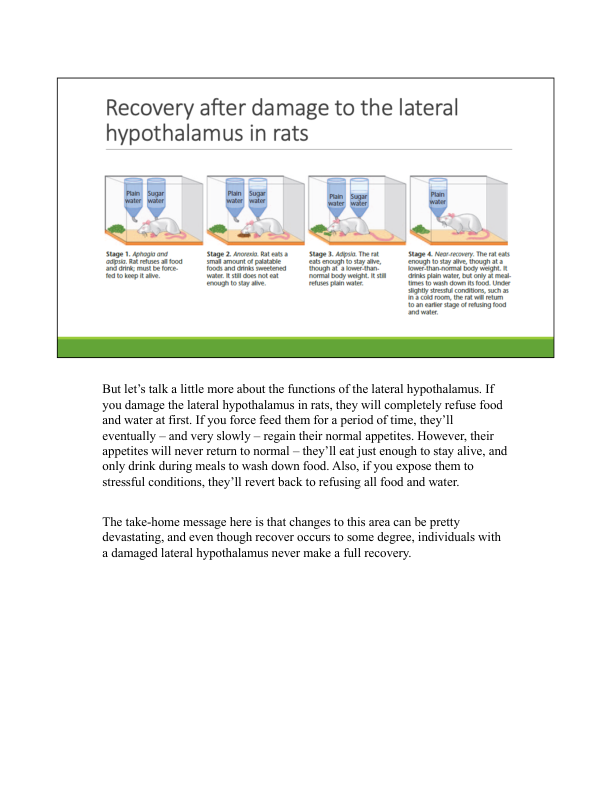 Recovery after damage to the lateral
hypothalamus in rats
Plain
water
Sugar
water
Plain
water
Sugar
water
Plain
water
Sugar
water
Plain
water
Stage 1. Aphagia and
adipsia. Rat refuses all food
and drink; must be force-
fed to keep it alive.
Stage 2. Anorexia. Rat eats a
small amount of palatable
foods and drinks sweetened
water. It still does not eat
enough to stay alive.
Stage 3. Adipsia. The rat
eats enough to stay alive,
though at a lower-than-
normal body weight. It still
refuses plain water.
Stage 4. Near-recovery. The rat eats
enough to stay alive, though at a
lower-than-normal body weight. It
drinks plain water, but only at meal-
times to wash down its food. Under
slightly stressful conditions, such as
in a cold room, the rat will return
to an earlier stage of refusing food
and water.
But let’s talk a little more about the functions of the lateral hypothalamus. If
you damage the lateral hypothalamus in rats, they will completely refuse food
and water at first. If you force feed them for a period of time, they’ll
eventually – and very slowly – regain their normal appetites. However, their
appetites will never return to normal – they’ll eat just enough to stay alive, and
only drink during meals to wash down food. Also, if you expose them to
stressful conditions, they’ll revert back to refusing all food and water.
The take-home message here is that changes to this area can be pretty
devastating, and even though recover occurs to some degree, individuals with
a damaged lateral hypothalamus never make a full recovery.